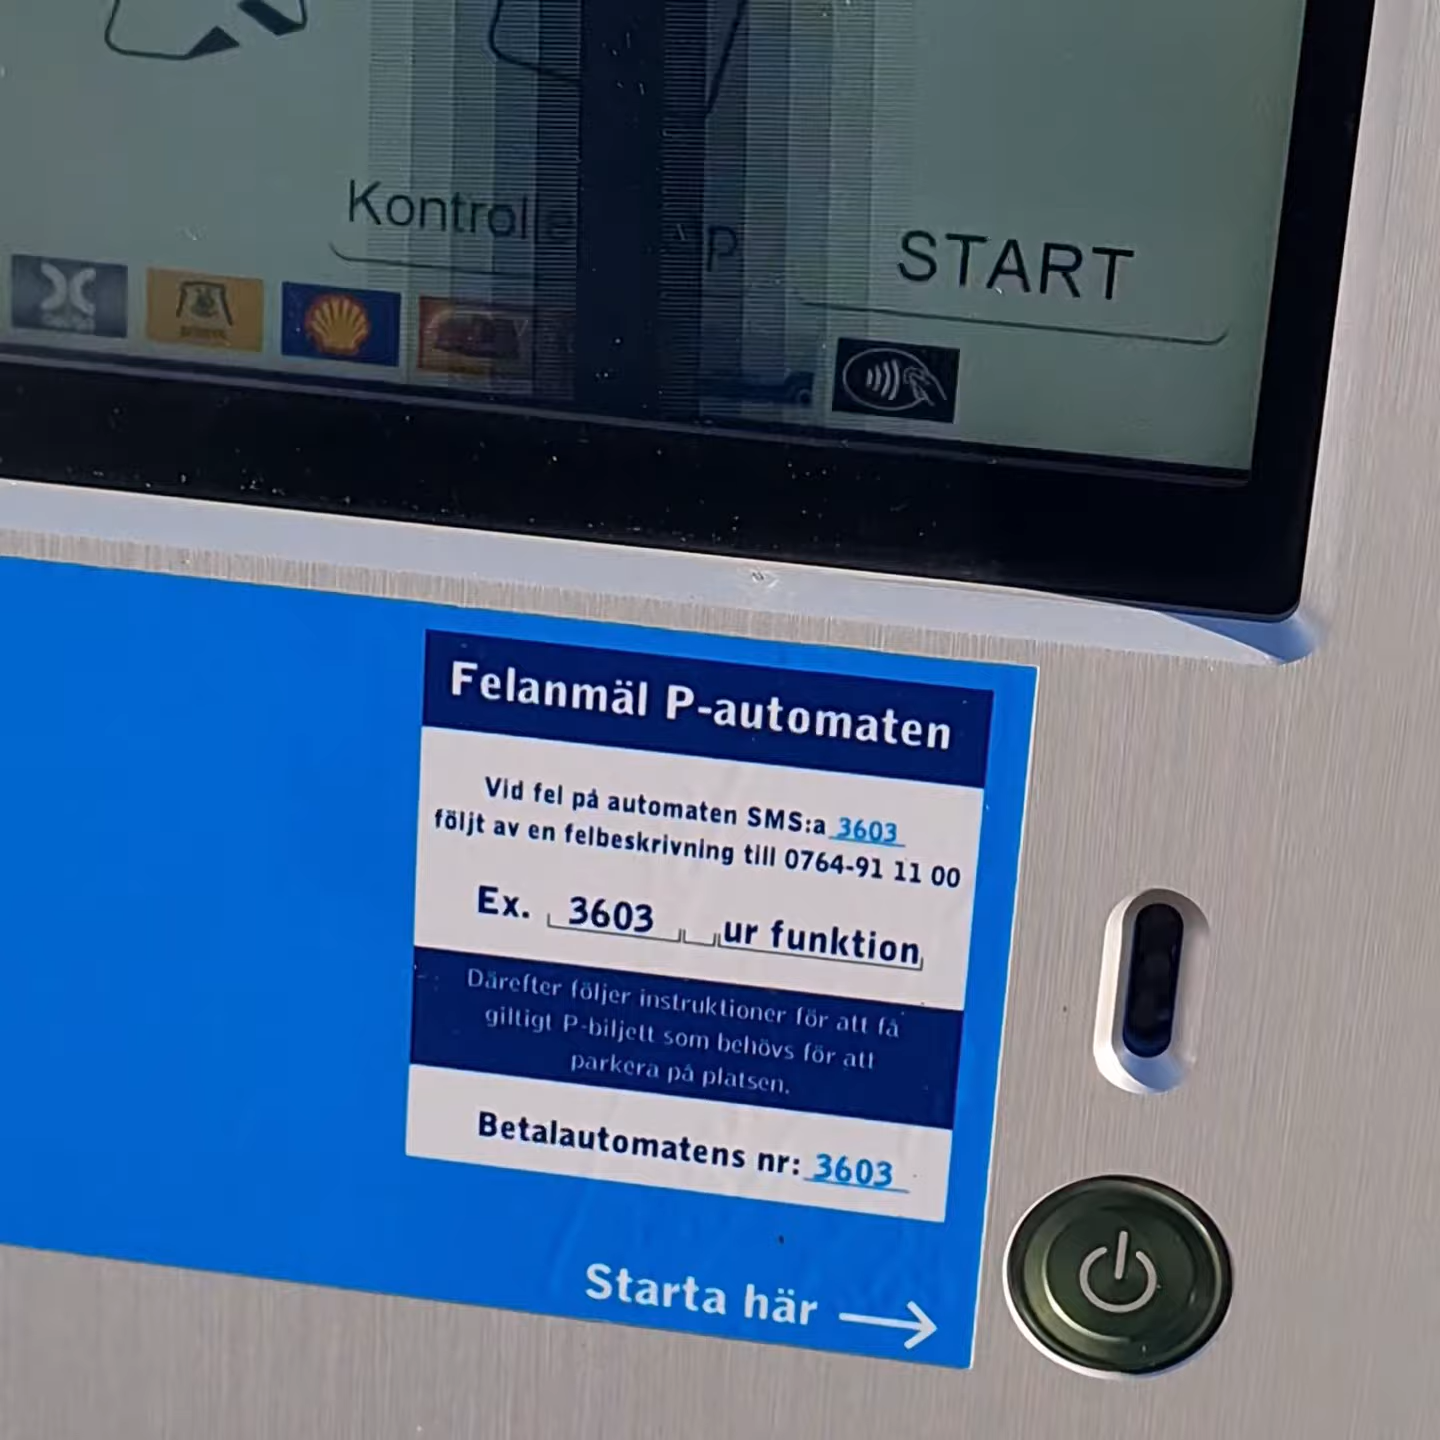 START
Felanmäl P-automaten
Vid fel på automaten SMS:a 3603
följt av en felbeskrivning till 0764-91 11 00
Ex. 3603 ur funktion
Därefter följer instruktioner för att få
giltigt P-biljett som behövs för att
parkera på platsen.
Betalautomatens nr: 3603
Starta här